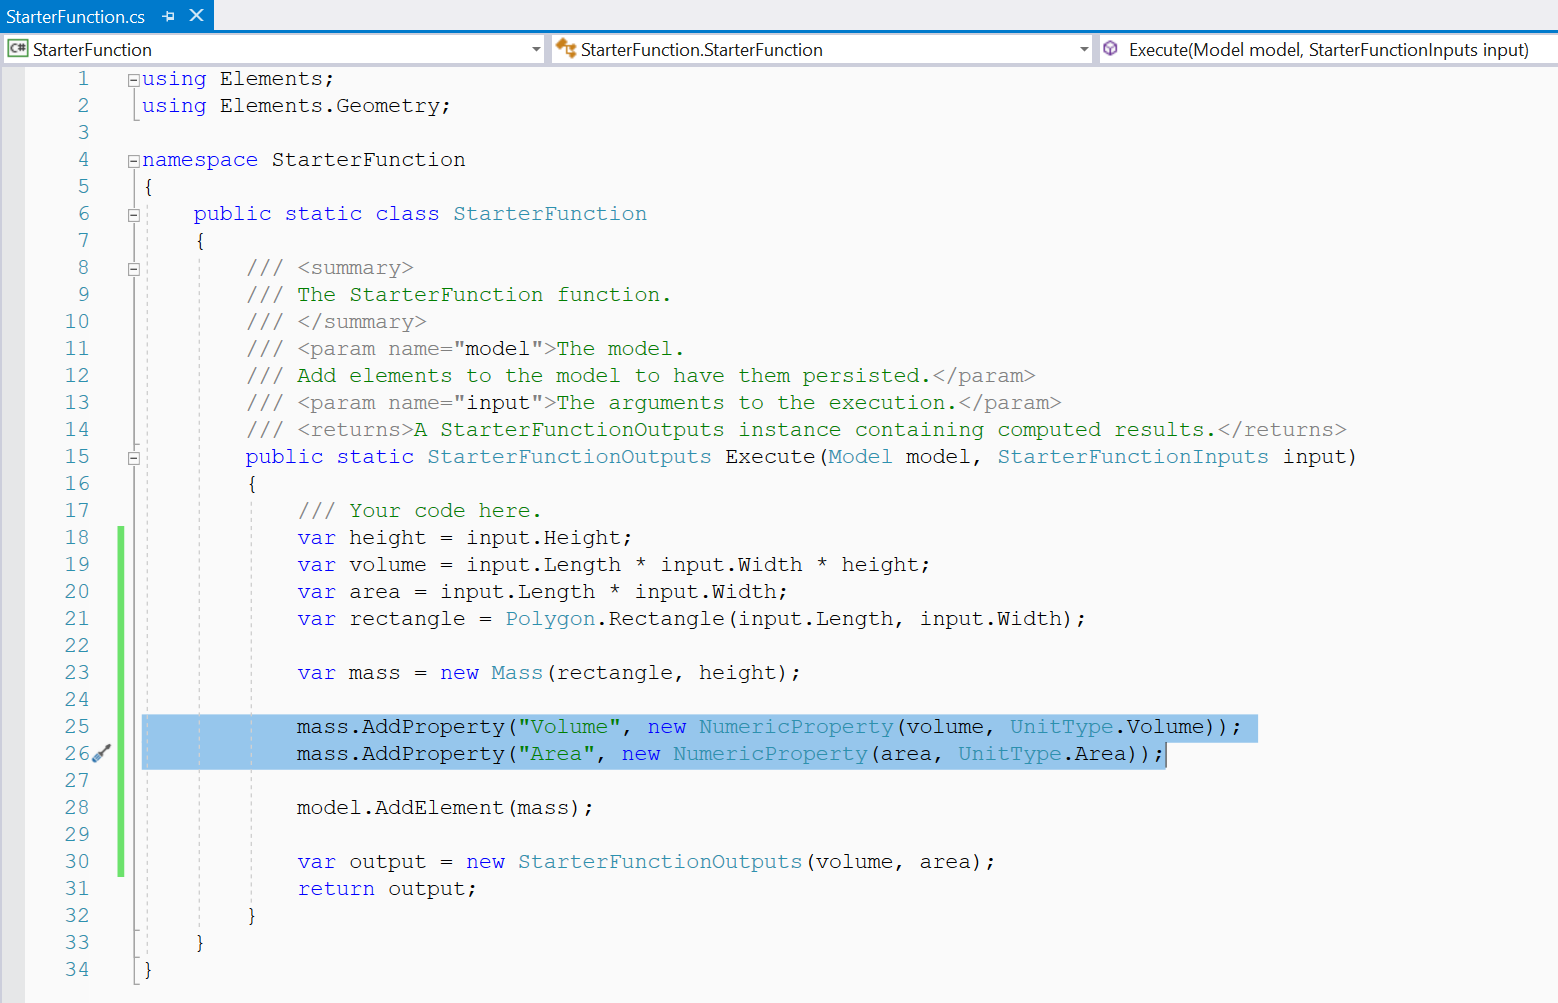 StarterFunction.cs
C# StarterFunction StarterFunction.StarterFunction Execute(Model model, StarterFunctionInputs input)
1 using Elements;
2 using Elements.Geometry;
3
4 namespace StarterFunction
5 {
6 public static class StarterFunction
7 {
8 /// <summary>
9 /// The StarterFunction function.
10 /// </summary>
11 /// <param name="model">The model.
12 /// Add elements to the model to have them persisted.</param>
13 /// <param name="input">The arguments to the execution.</param>
14 /// <returns>A StarterFunctionOutputs instance containing computed results.</returns>
15 public static StarterFunctionOutputs Execute(Model model, StarterFunctionInputs input)
16 {
17 /// Your code here.
18 var height = input.Height;
19 var volume = input.Length * input.Width * height;
20 var area = input.Length * input.Width;
21 var rectangle = Polygon.Rectangle(input.Length, input.Width);
22
23 var mass = new Mass(rectangle, height);
24
25 mass.AddProperty("Volume", new NumericProperty(volume, UnitType.Volume));
26 mass.AddProperty("Area", new NumericProperty(area, UnitType.Area));
27
28 model.AddElement(mass);
29
30 var output = new StarterFunctionOutputs(volume, area);
31 return output;
32 }
33 }
34 }